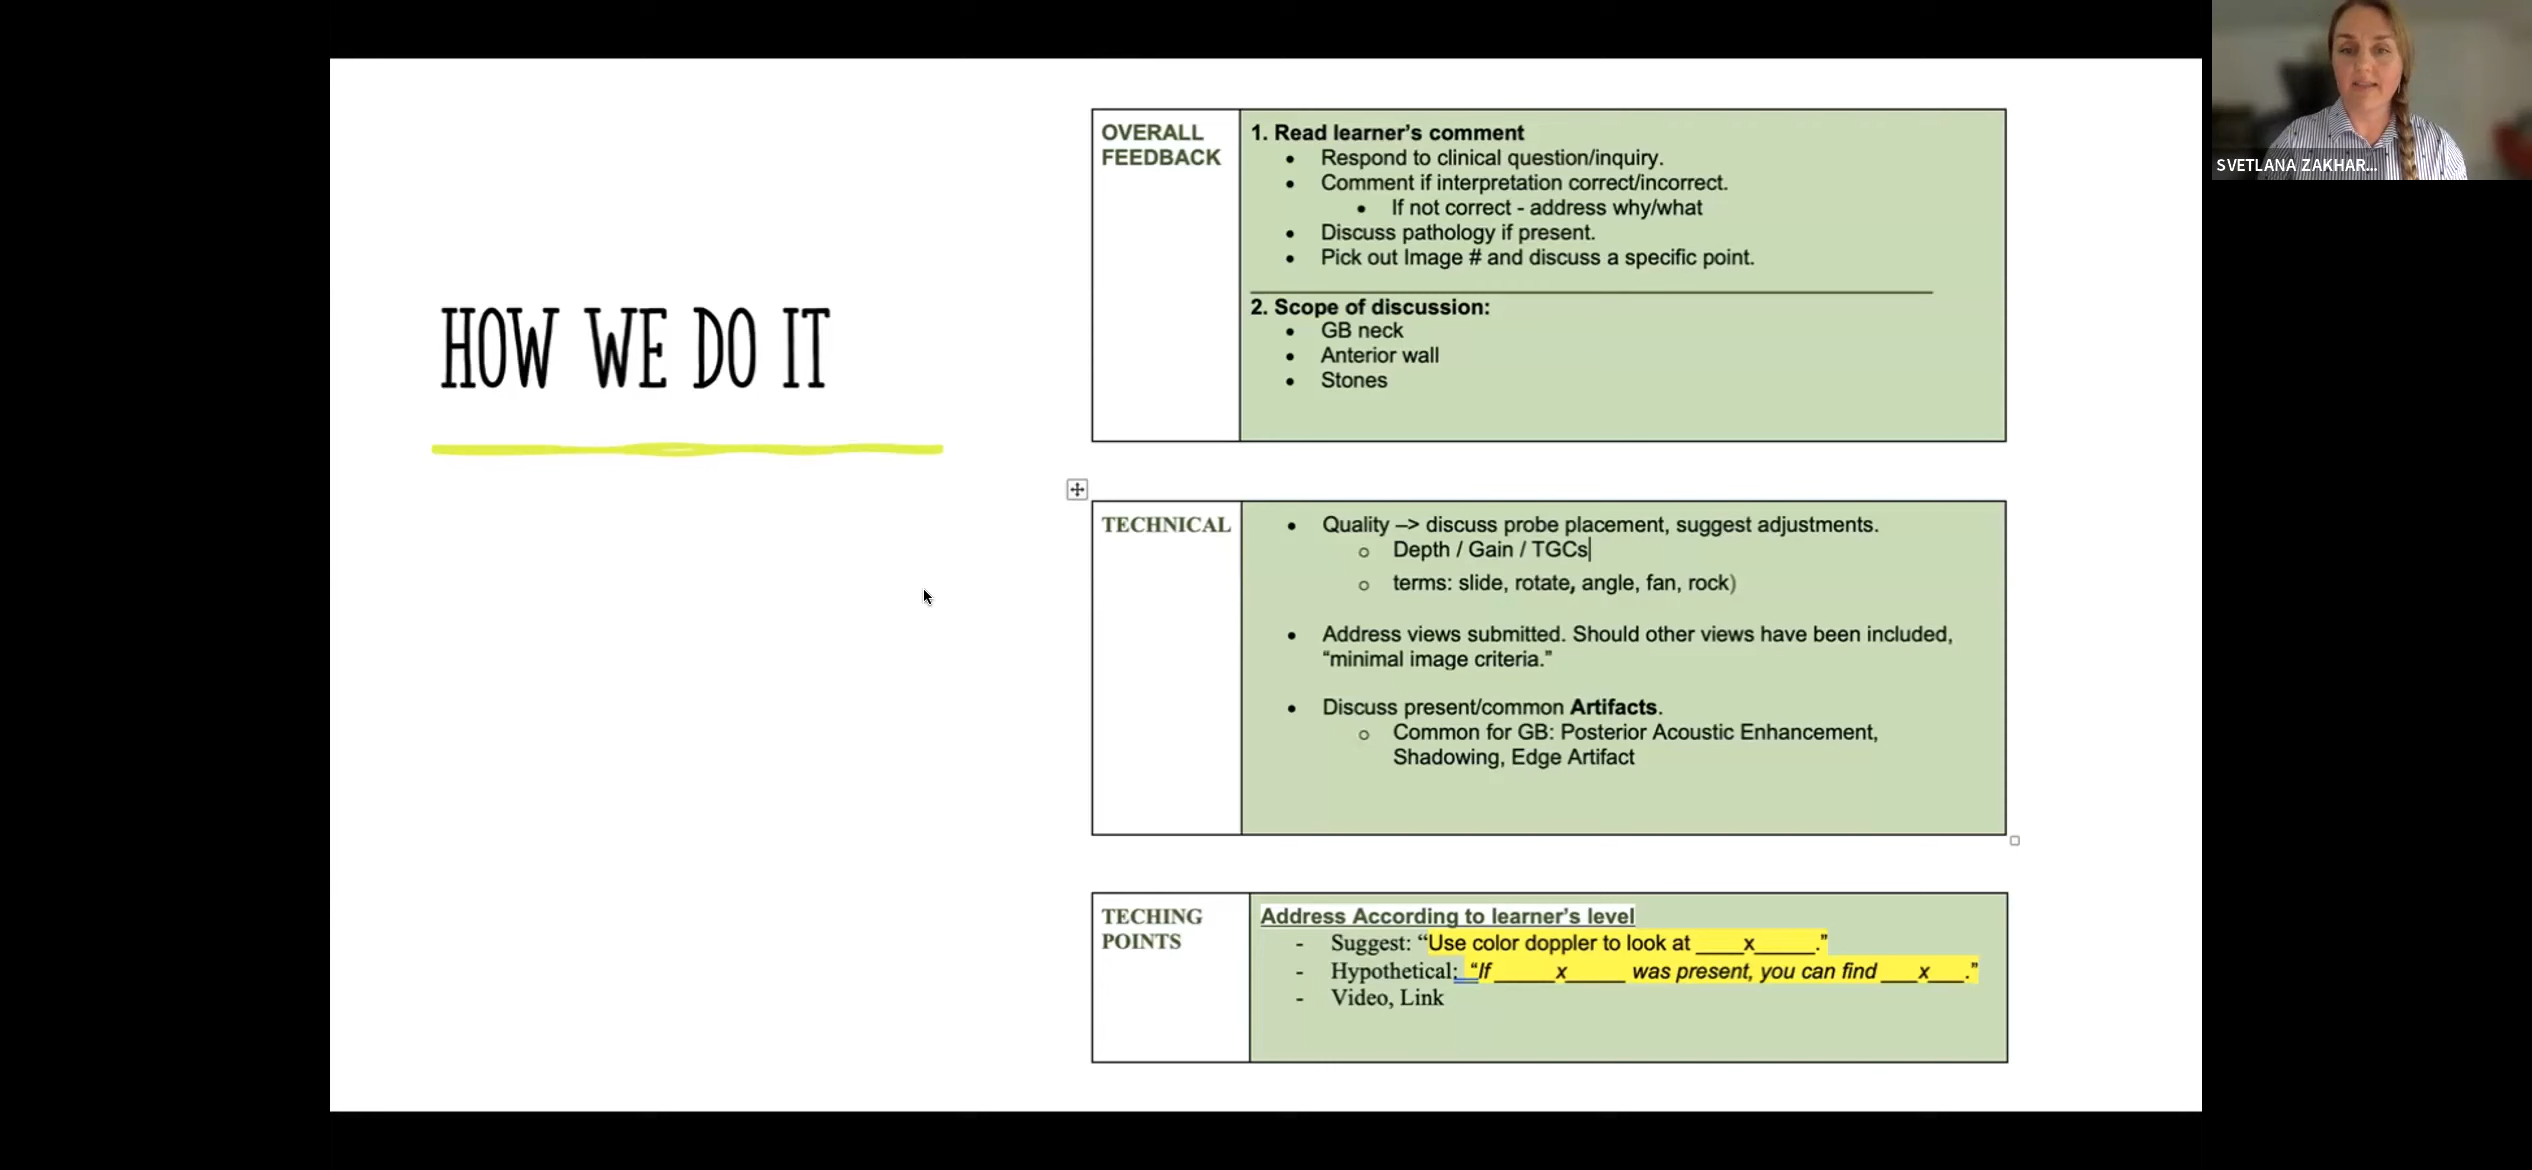 HOW WE DO IT
OVERALL
FEEDBACK
1. Read learner’s comment
• Respond to clinical question/inquiry.
• Comment if interpretation correct/incorrect.
• If not correct - address why/what
• Discuss pathology if present.
• Pick out Image # and discuss a specific point.
2. Scope of discussion:
• GB neck
• Anterior wall
• Stones
TECHNICAL
• Quality –> discuss probe placement, suggest adjustments.
o Depth / Gain / TGCs
o terms: slide, rotate, angle, fan, rock)
• Address views submitted. Should other views have been included,
“minimal image criteria.”
• Discuss present/common Artifacts.
o Common for GB: Posterior Acoustic Enhancement,
Shadowing, Edge Artifact
TECHING
POINTS
Address According to learner’s level
- Suggest: “Use color doppler to look at ____x_____.”
- Hypothetical: “If______x_____ was present, you can find ___x___.”
- Video, Link
SVETLANA ZAKHAR...